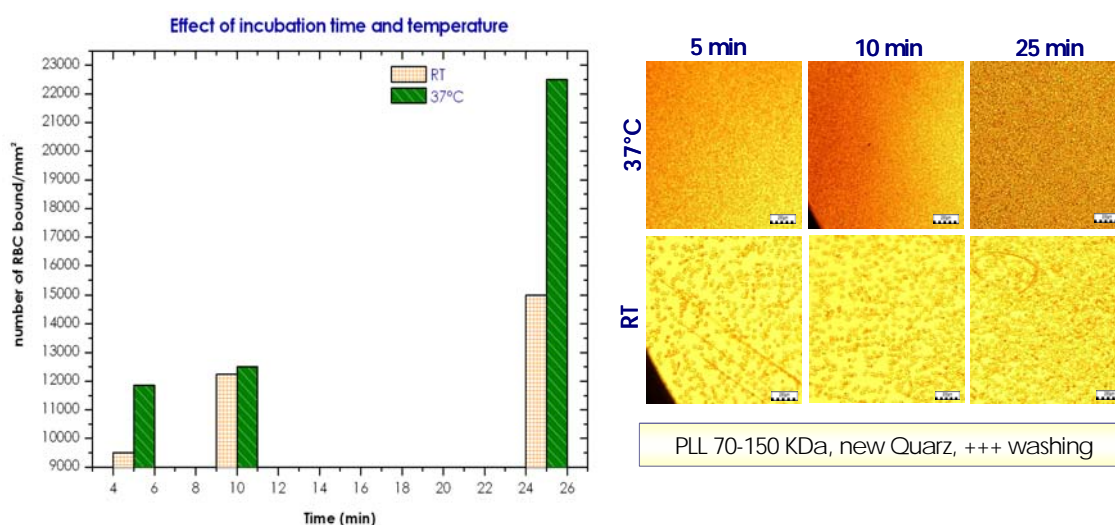 Effect of incubation time and temperature
number of RBC bound/mm²
23000
22000
21000
20000
19000
18000
17000
16000
15000
14000
13000
12000
11000
10000
9000
RT
37°C
4 6 8 10 12 14 16 18 20 22 24 26
Time (min)
5 min 10 min 25 min
37°C
RT
PLL 70-150 KDa, new Quarz, +++ washing